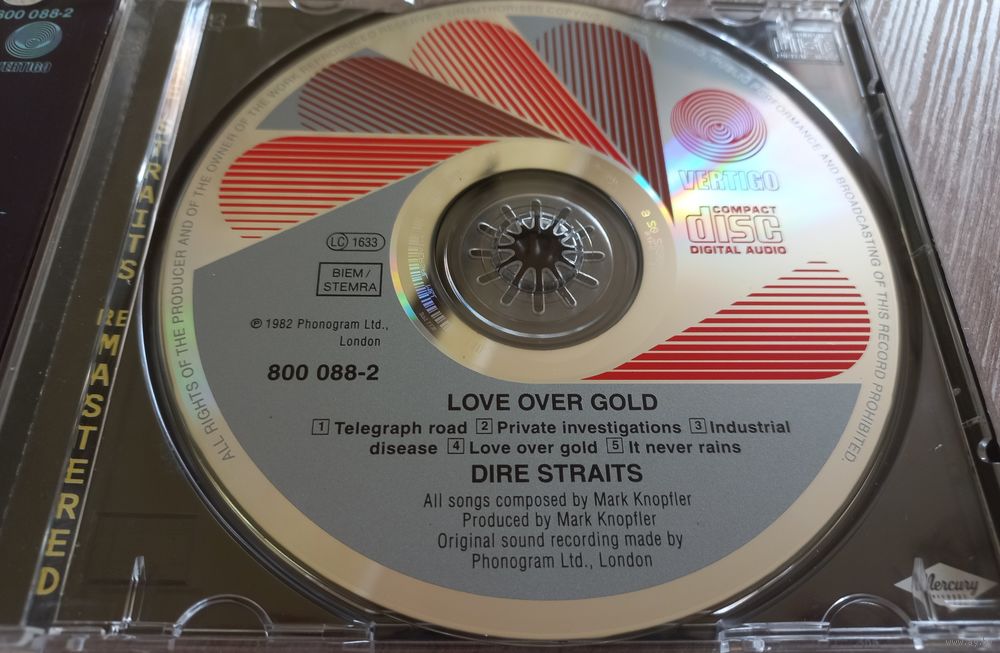 800 088-2
VERTIGO
STRAITS REMASTERED
ALL RIGHTS OF THE PRODUCER AND OF THE OWNER OF THE WORK REPRODUCED RESERVED UNAUTHORISED COPYING PUBLIC PERFORMANCE AND BROADCASTING OF THIS RECORD PROHIBITED.
VERTIGO
COMPACT
disc
DIGITAL AUDIO
LC 1633
BIEM /
STEMRA
℗ 1982 Phonogram Ltd.,
London
800 088-2
LOVE OVER GOLD
1 Telegraph road 2 Private investigations 3 Industrial
disease 4 Love over gold 5 It never rains
DIRE STRAITS
All songs composed by Mark Knopfler
Produced by Mark Knopfler
Original sound recording made by
Phonogram Ltd., London
Mercury